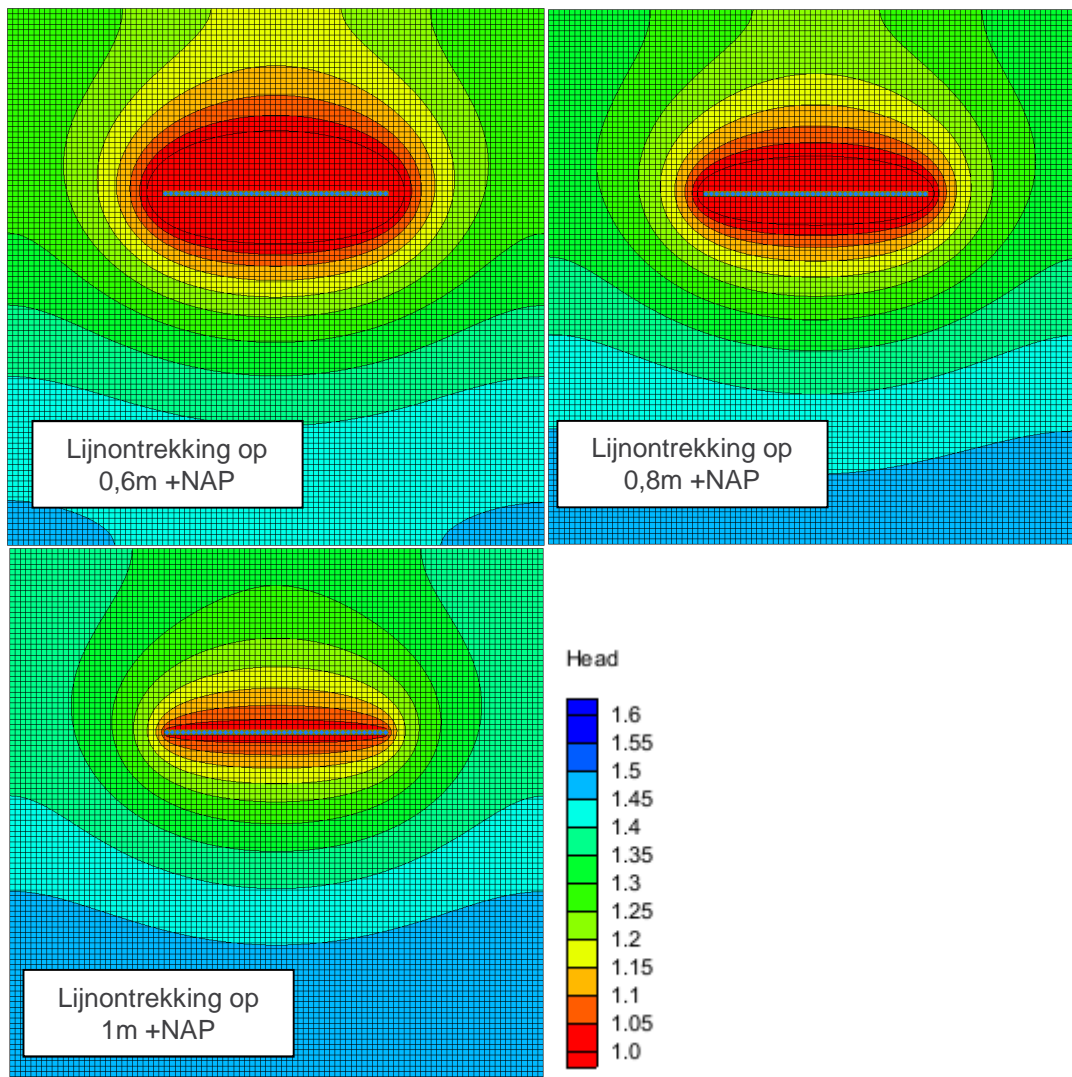 Lijnontrekking op
0,6m +NAP
Lijnontrekking op
0,8m +NAP
Lijnontrekking op
1m +NAP
Head
1.6
1.55
1.5
1.45
1.4
1.35
1.3
1.25
1.2
1.15
1.1
1.05
1.0